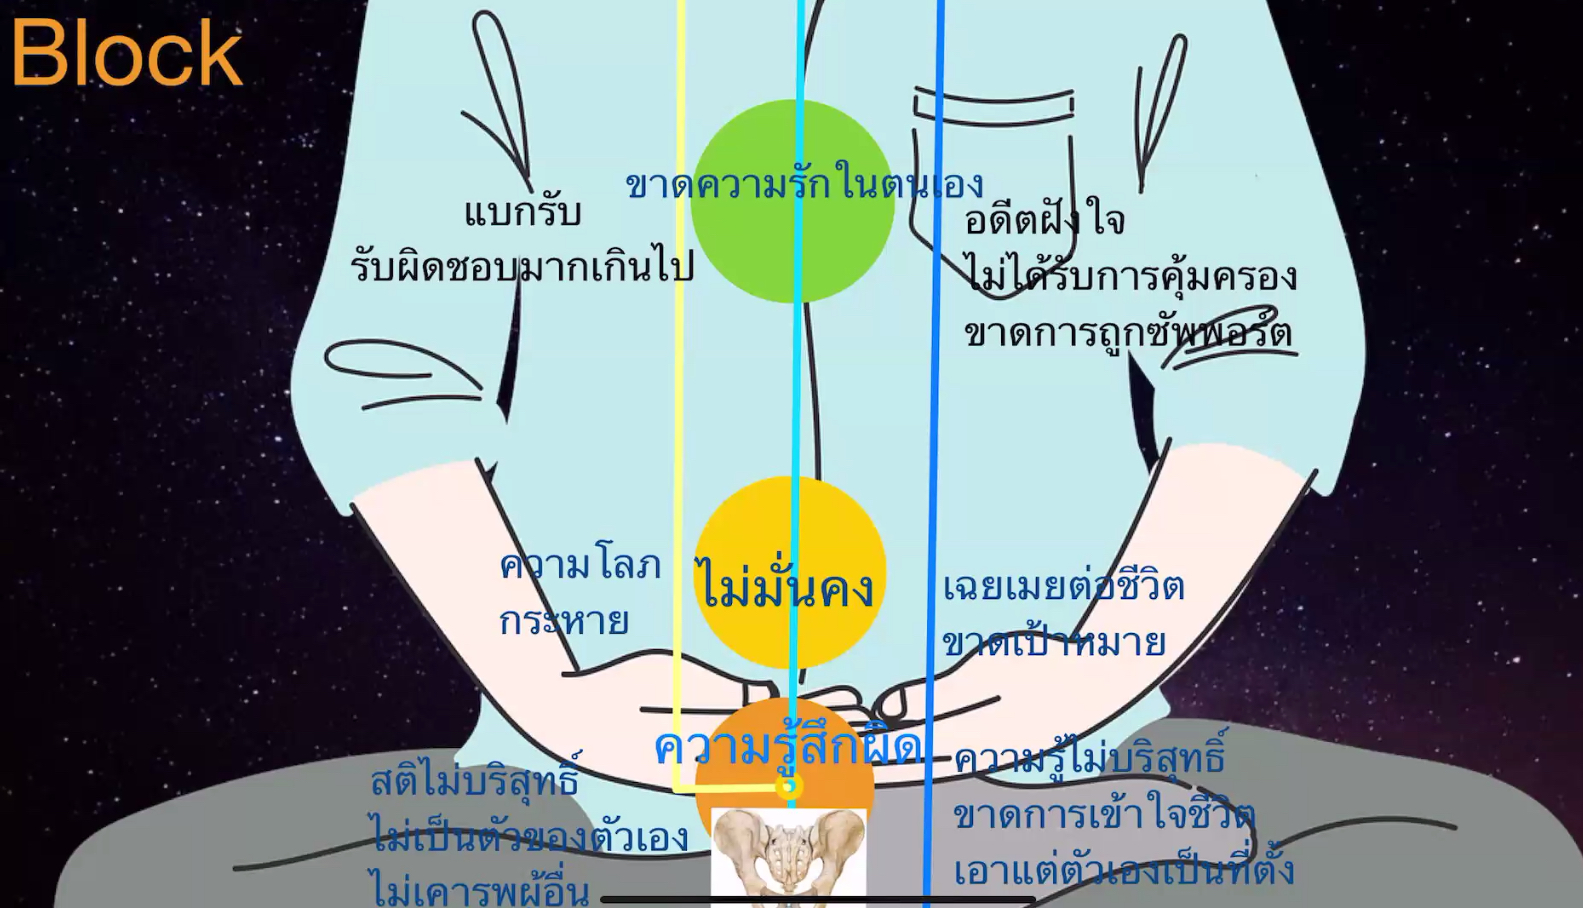 Block
ขาดความรักในตนเอง
แบกรับ
รับผิดชอบมากเกินไป
อดีตฝังใจ
ไม่ได้รับการคุ้มครอง
ขาดการถูกซัพพอร์ต
ความโลภ
กระหาย
ไม่มั่นคง
เฉยเมยต่อชีวิต
ขาดเป้าหมาย
ความรู้สึกผิด
สติไม่บริสุทธิ์
ไม่เป็นตัวของตัวเอง
ไม่เคารพผู้อื่น
ความรู้ไม่บริสุทธิ์
ขาดการเข้าใจชีวิต
เอาแต่ตัวเองเป็นที่ตั้ง